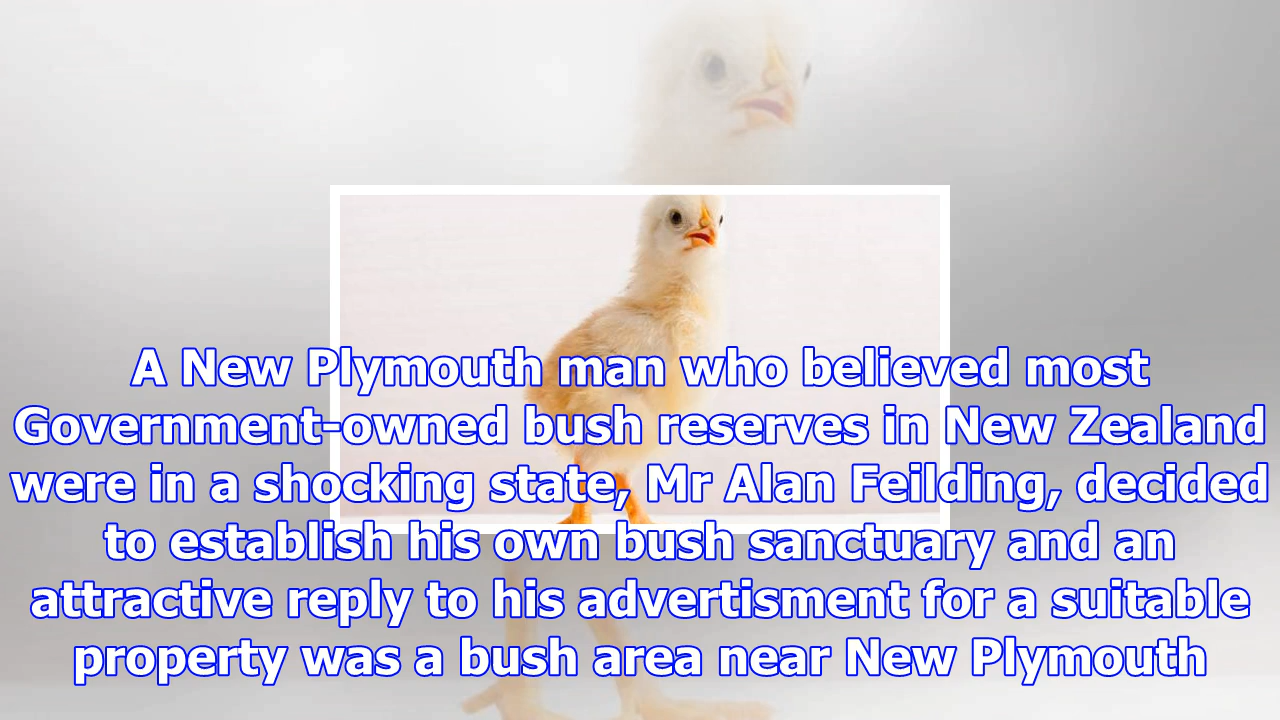 A New Plymouth man who believed most
Government-owned bush reserves in New Zealand
were in a shocking state, Mr Alan Feilding, decided
to establish his own bush sanctuary and an
attractive reply to his advertisment for a suitable
property was a bush area near New Plymouth